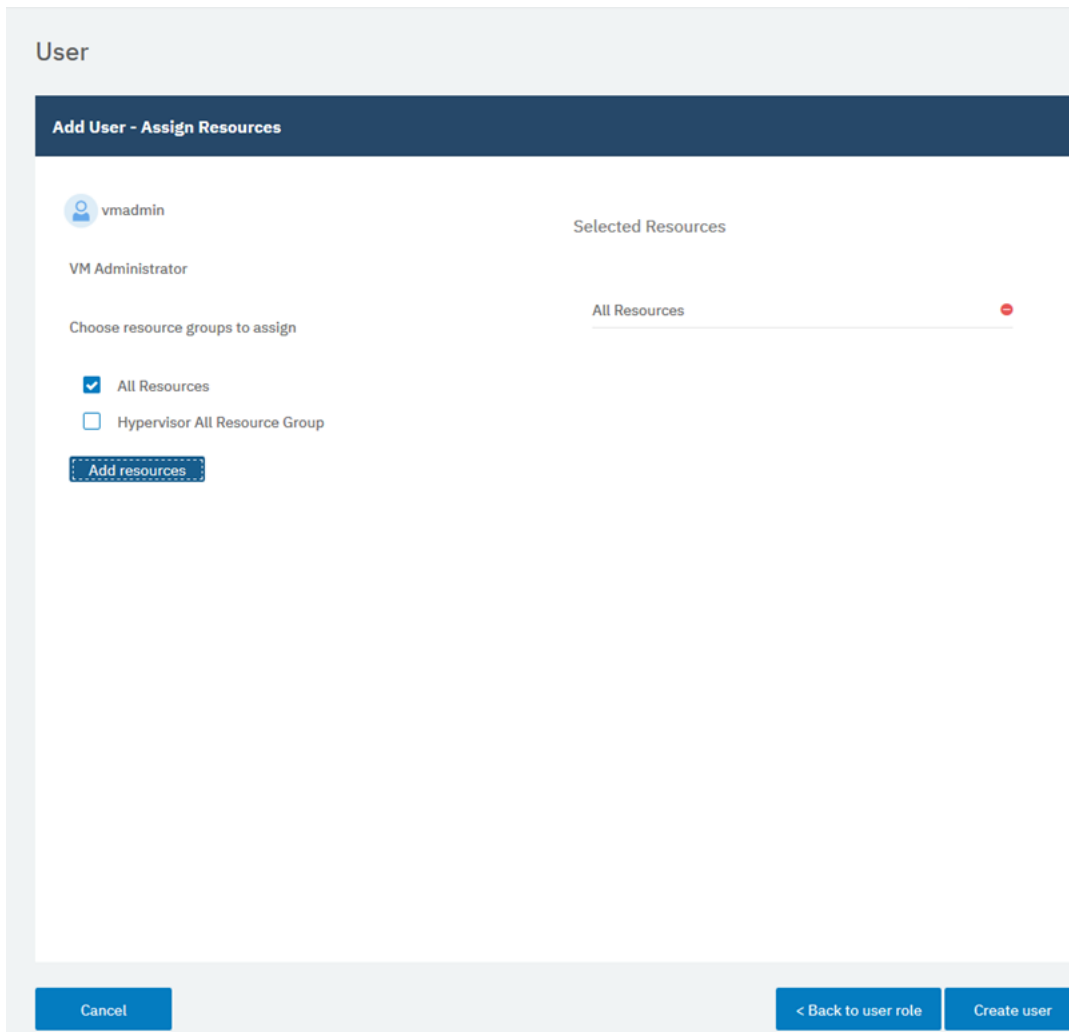 User
Add User - Assign Resources
vmadmin
VM Administrator
Choose resource groups to assign
All Resources
Hypervisor All Resource Group
Add resources
Selected Resources
All Resources
Cancel
< Back to user role
Create user